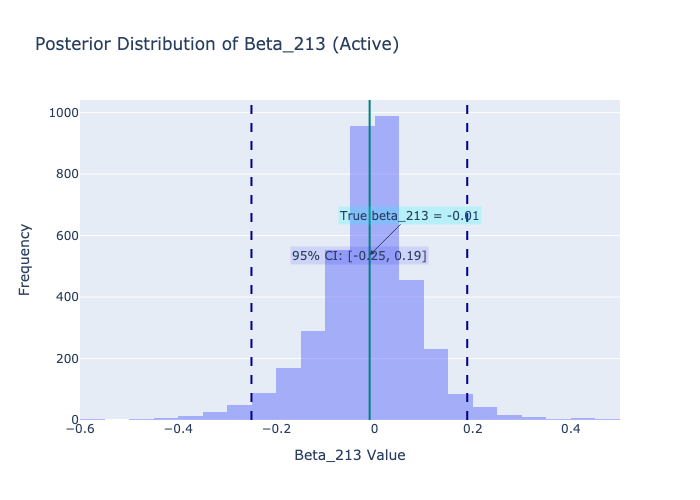 Posterior Distribution of Beta_213 (Active)
1000
800
600
400
200
0
Frequency
True beta_213 = -0.01
95% CI: [-0.25, 0.19]
−0.6
−0.4
−0.2
0
0.2
0.4
Beta_213 Value